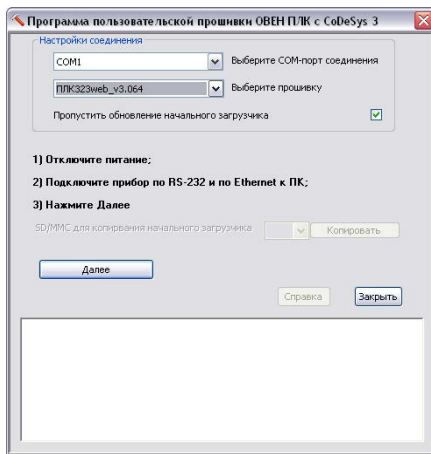 Программа пользовательской прошивки ОВЕН ПЛК с CoDeSys 3
Настройки соединения
COM1
Выберите COM-порт соединения
ПЛК323web_v3.064
Выберите прошивку
Пропустить обновление начального загрузчика
1) Отключите питание;
2) Подключите прибор по RS-232 и по Ethernet к ПК;
3) Нажмите Далее
SD/MMC для копирвания начального загрузчика
Копировать
Далее
Справка
Закрыть